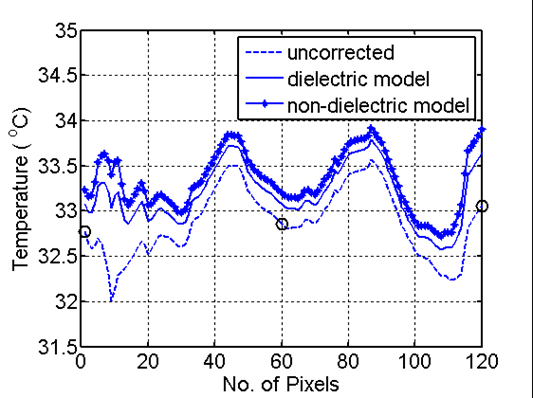 35
34.5
34
33.5
33
32.5
32
31.5
Temperature ( °C)
uncorrected
dielectric model
non-dielectric model
0 20 40 60 80 100 120
No. of Pixels